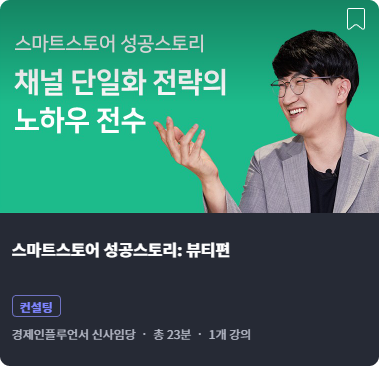 스마트스토어 성공스토리
채널 단일화 전략의
노하우 전수
스마트스토어 성공스토리: 뷰티편
컨설팅
경제인플루언서 신사임당 · 총 23분 · 1개 강의